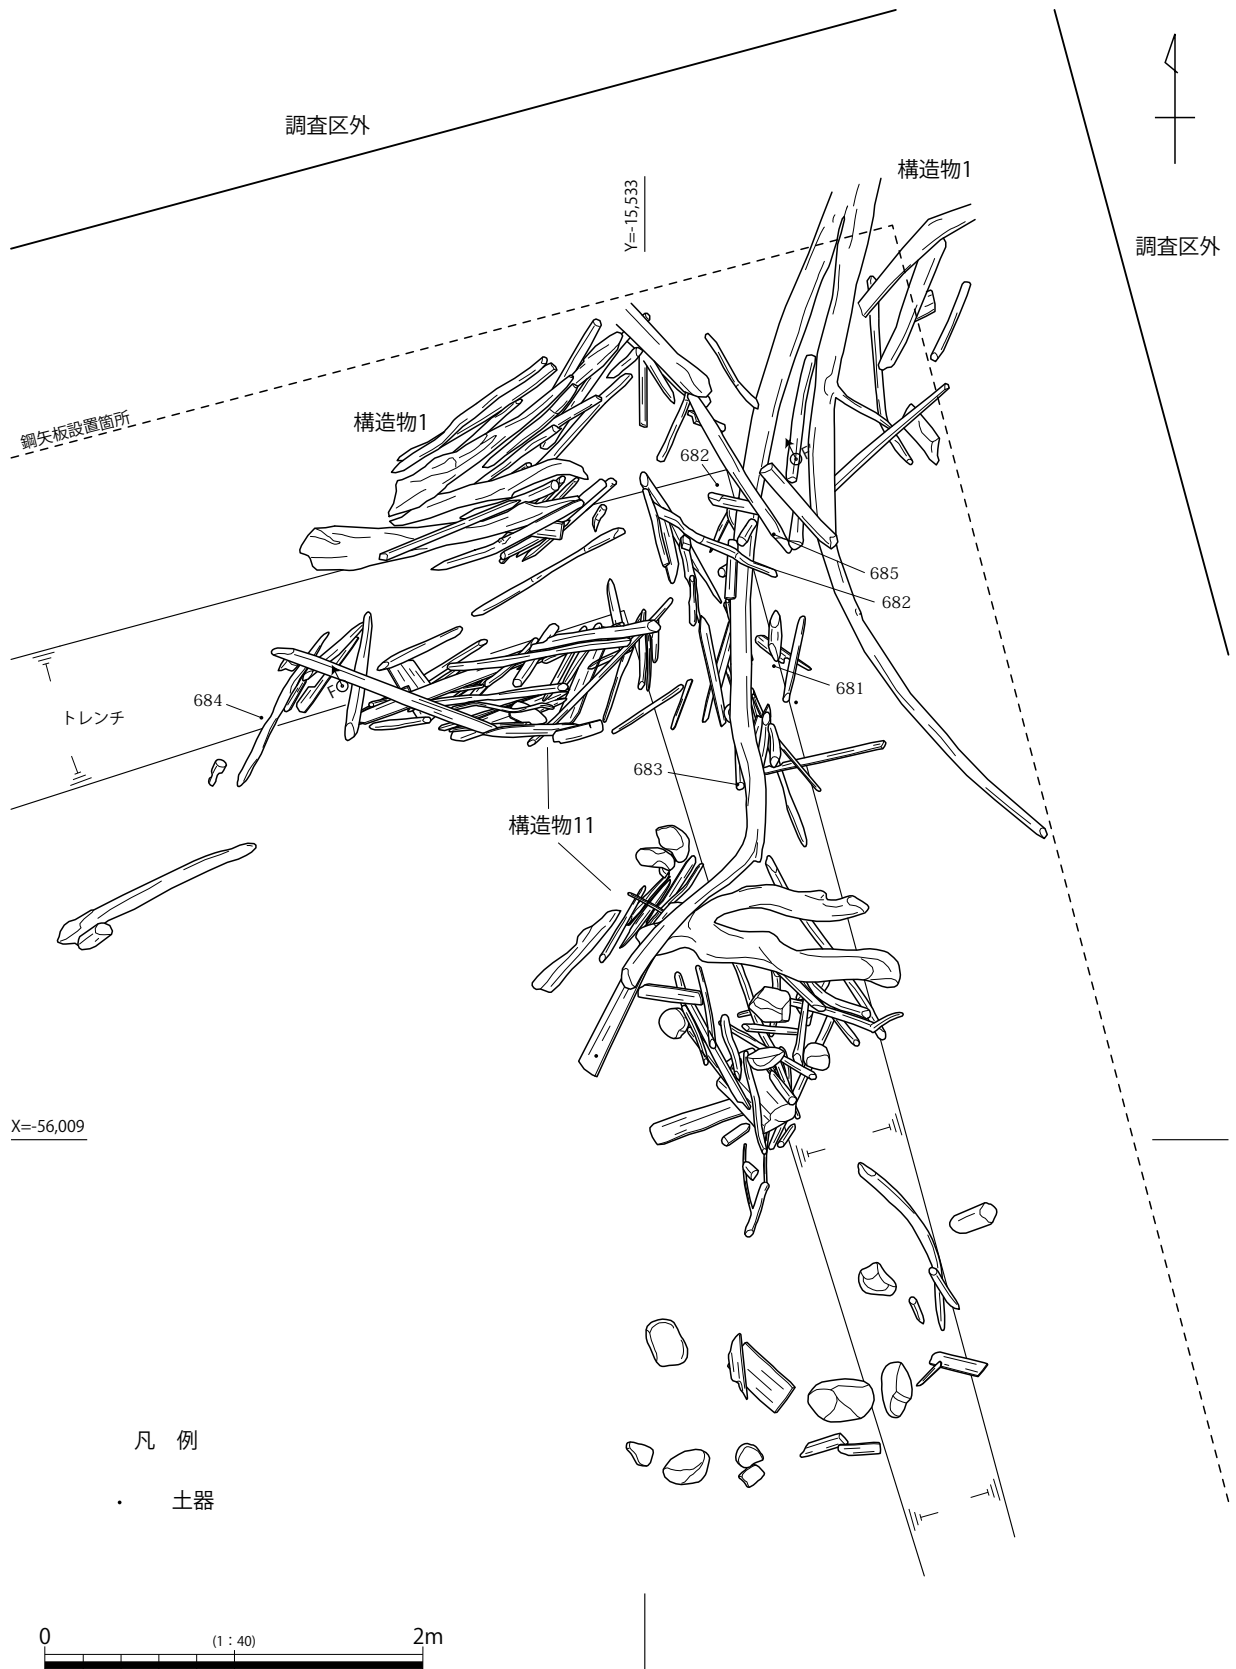 調査区外
構造物1
Y=-15,533
調査区外
鋼矢板設置箇所
構造物1
682
685
682
681
684
トレンチ
683
構造物11
X=-56,009
凡 例
・ 土器
0 (1：40) 2m